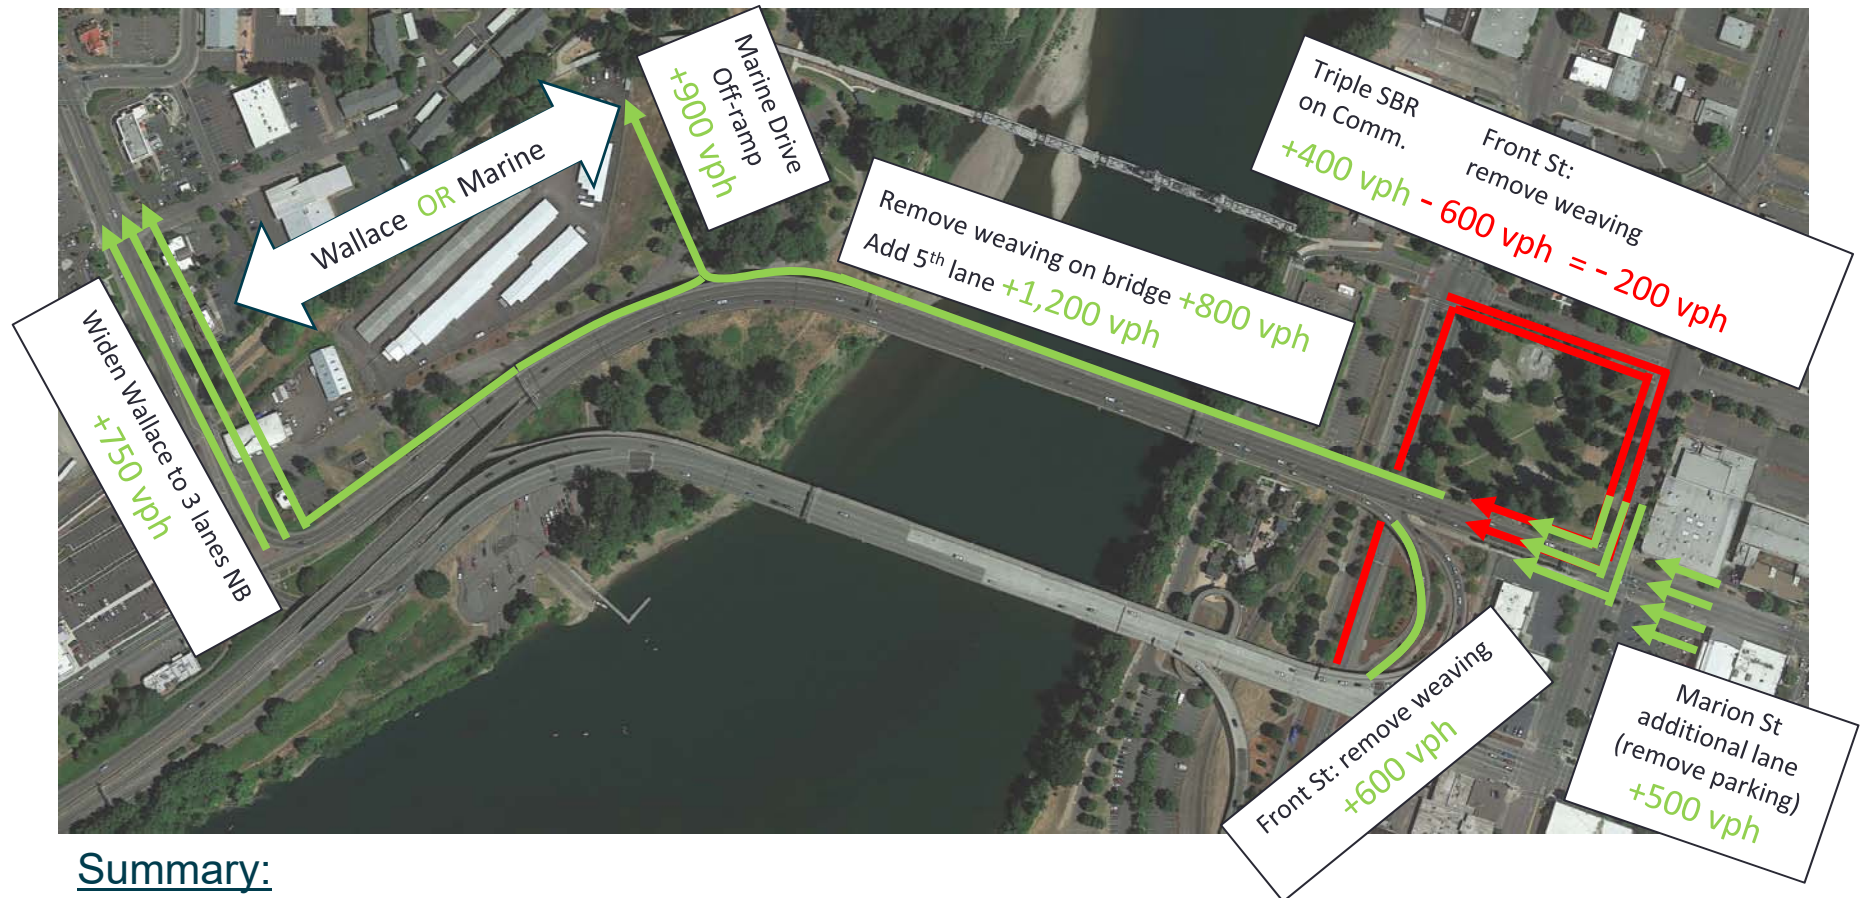 Marine Drive
Off-ramp
+900 vph
Triple SBR
on Comm.
+400 vph
Front St:
remove weaving
- 600 vph = - 200 vph
Wallace OR Marine
Remove weaving on bridge +800 vph
Add 5th lane +1,200 vph
Widen Wallace to 3 lanes NB
+750 vph
Front St: remove weaving
+600 vph
Marion St
additional lane
(remove parking)
+500 vph
Summary: